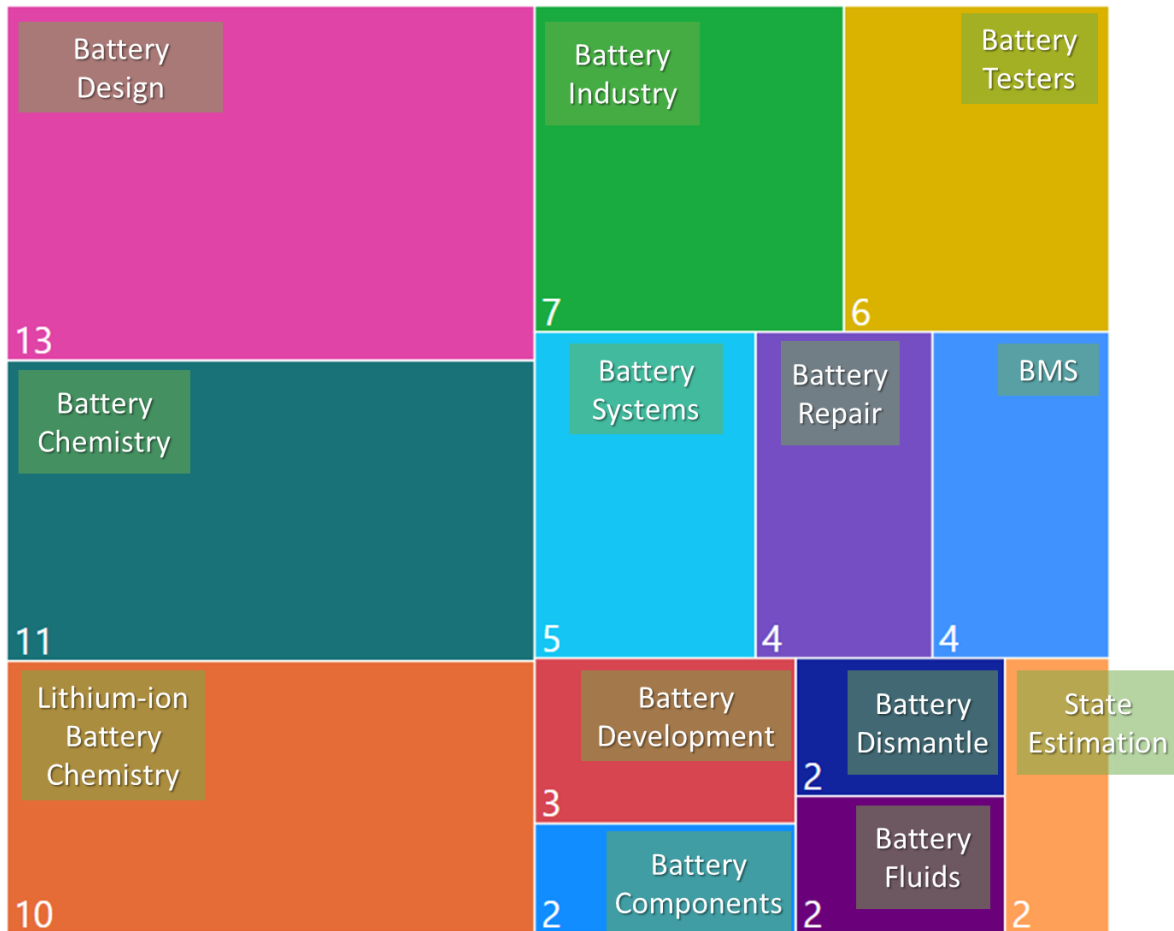 Battery
Design
13
Battery
Industry
7
Battery
Testers
6
Battery
Chemistry
11
Battery
Systems
5
Battery
Repair
4
BMS
4
Lithium-ion
Battery
Chemistry
10
Battery
Development
3
Battery
Dismantle
2
State
Estimation
2
Battery
Components
2
Battery
Fluids
2